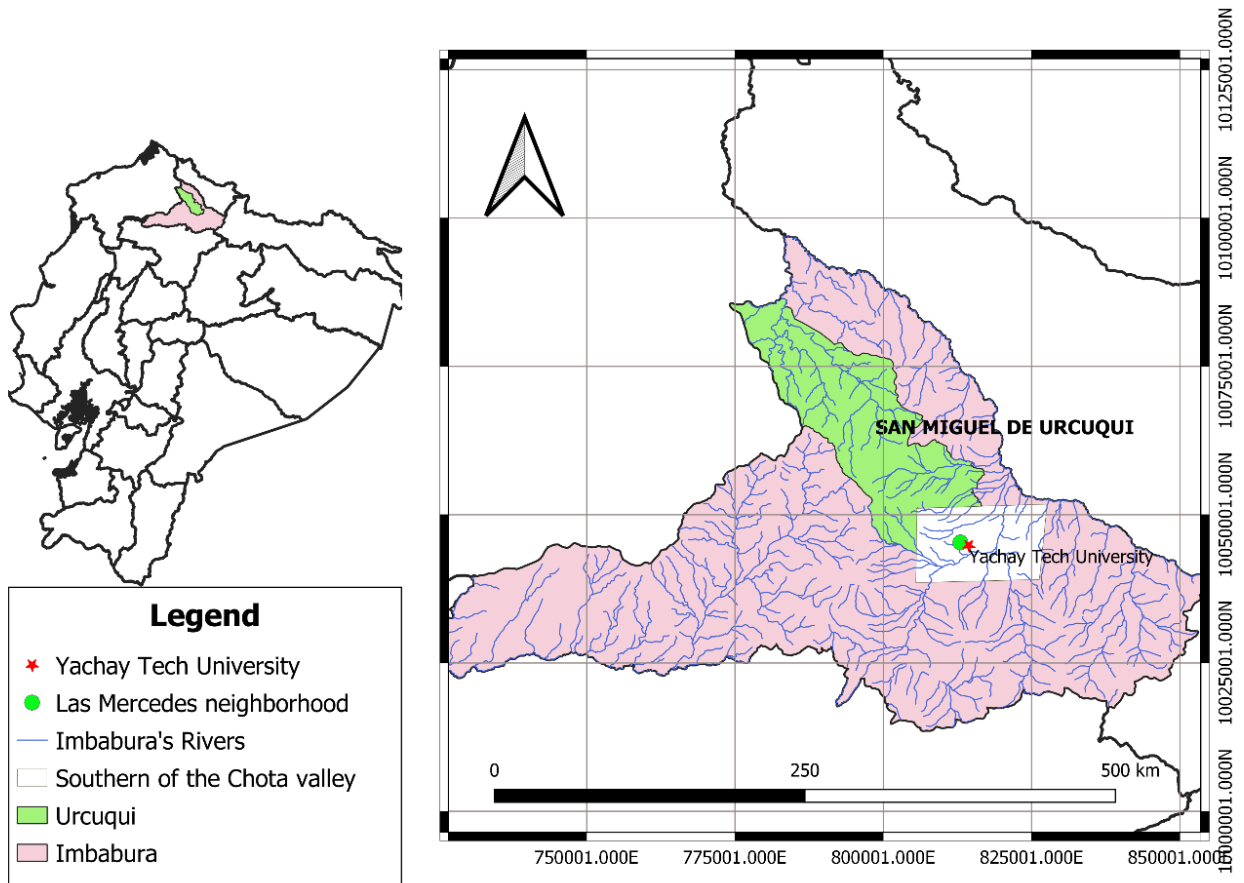 Legend
Yachay Tech University
Las Mercedes neighborhood
Imbabura's Rivers
Southern of the Chota valley
Urcuqui
Imbabura
SAN MIGUEL DE URCUQUI
Yachay Tech University
0 250 500 km
750001.000E 775001.000E 800001.000E 825001.000E 850001.000E
10125001.000N
10100001.000N
10075001.000N
10050001.000N
10025001.000N
10000001.000N